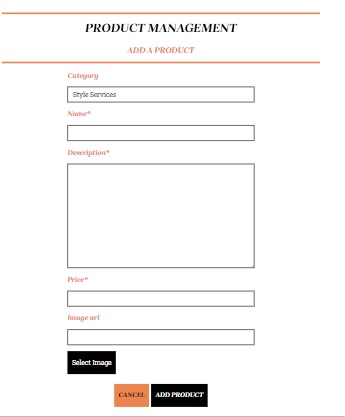 PRODUCT MANAGEMENT
ADD A PRODUCT
Category
Style Services
Name*
Description*
Price*
Image url
Select Image
CANCEL ADD PRODUCT